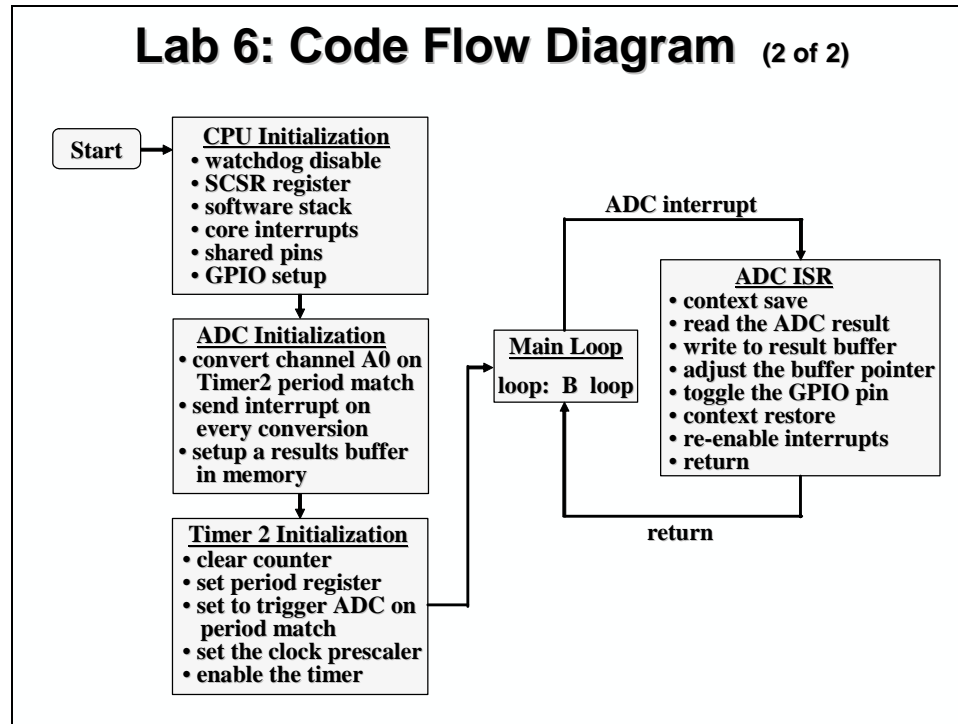 Lab 6: Code Flow Diagram (2 of 2)
Start
CPU Initialization
• watchdog disable
• SCSR register
• software stack
• core interrupts
• shared pins
• GPIO setup
ADC Initialization
• convert channel A0 on
Timer2 period match
• send interrupt on
every conversion
• setup a results buffer
in memory
Timer 2 Initialization
• clear counter
• set period register
• set to trigger ADC on
period match
• set the clock prescaler
• enable the timer
Main Loop
loop: B loop
ADC interrupt
ADC ISR
• context save
• read the ADC result
• write to result buffer
• adjust the buffer pointer
• toggle the GPIO pin
• context restore
• re-enable interrupts
• return
return